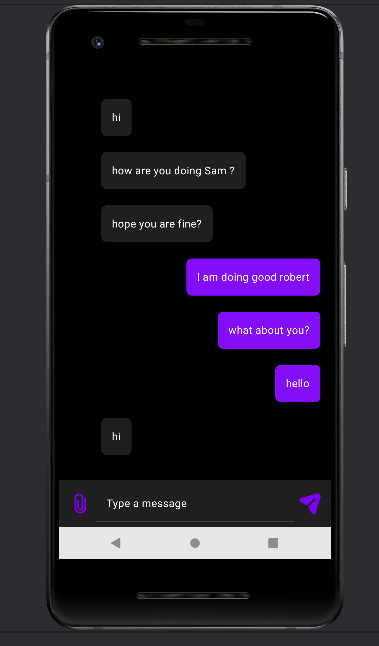 hi
how are you doing Sam ?
hope you are fine?
I am doing good robert
what about you?
hello
hi
Type a message